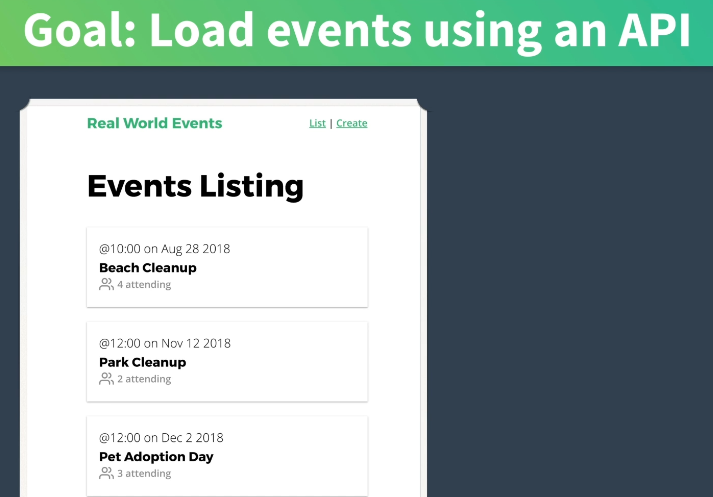 Goal: Load events using an API
Real World Events List | Create
Events Listing
@10:00 on Aug 28 2018
Beach Cleanup
4 attending
@12:00 on Nov 12 2018
Park Cleanup
2 attending
@12:00 on Dec 2 2018
Pet Adoption Day
3 attending